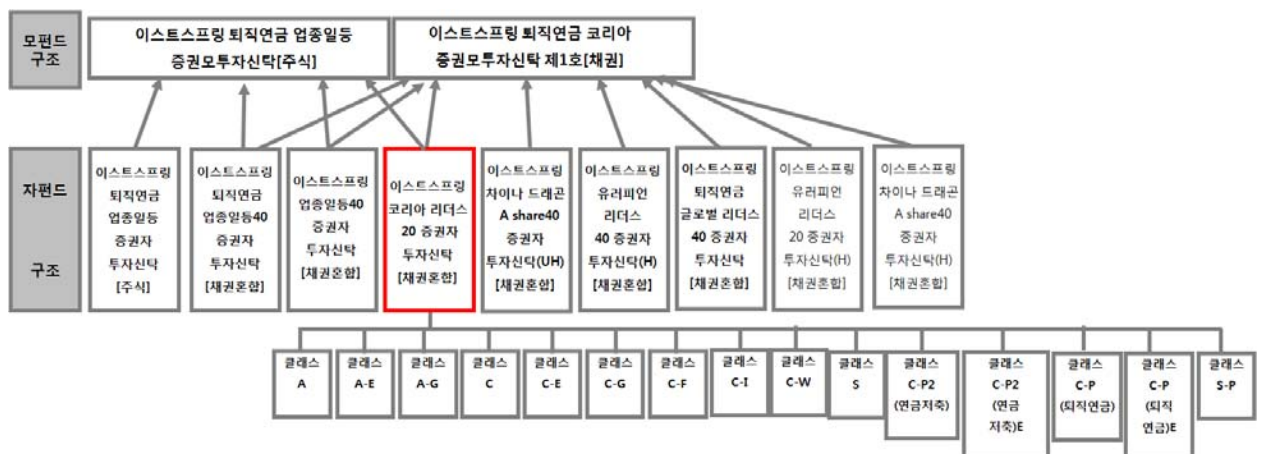 모펀드
구조
이스트스프링 퇴직연금 업종일등
증권모투자신탁[주식]
이스트스프링 퇴직연금 코리아
증권모투자신탁 제1호[채권]
자펀드
구조
이스트스프링
퇴직연금
업종일등
증권자
투자신탁
[주식]
이스트스프링
퇴직연금
업종일등40
증권자
투자신탁
[채권혼합]
이스트스프링
업종일등40
증권자
투자신탁
[채권혼합]
이스트스프링
코리아 리더스
20 증권자
투자신탁
[채권혼합]
이스트스프링
차이나 드래곤
A share40
증권자
투자신탁(UH)
[채권혼합]
이스트스프링
유러피언
리더스
40 증권자
투자신탁(H)
[채권혼합]
이스트스프링
퇴직연금
글로벌 리더스
40 증권자
투자신탁
[채권혼합]
이스트스프링
유러피언
리더스
20 증권자
투자신탁(H)
[채권혼합]
이스트스프링
차이나 드래곤
A share40
증권자
투자신탁(H)
[채권혼합]
클래스
A
클래스
A-E
클래스
A-G
클래스
C
클래스
C-E
클래스
C-G
클래스
C-F
클래스
C-I
클래스
C-W
클래스
S
클래스
C-P2
(연금저축)
클래스
C-P2
(연금
저축)E
클래스
C-P
(퇴직연금)
클래스
C-P
(퇴직
연금)E
클래스
S-P